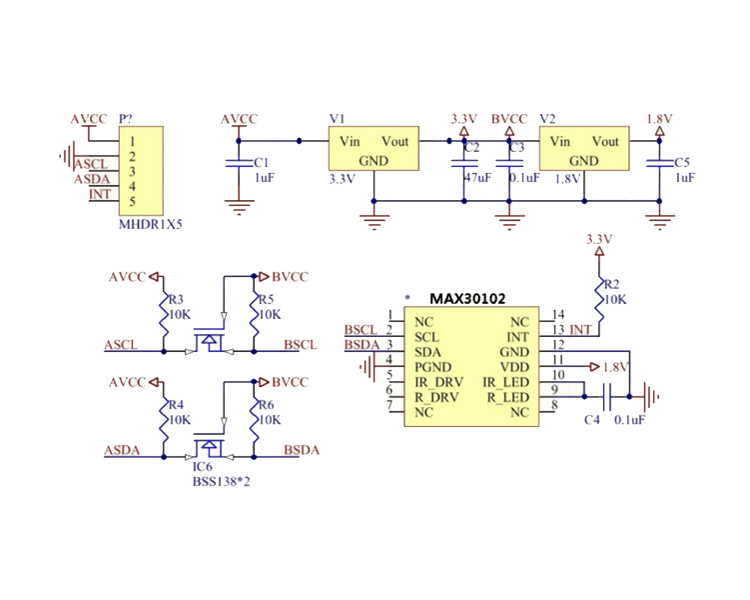 AVCC P?
1
2
ASCL 3
ASDA 4
INT 5
MHDR1X5
AVCC V1 3.3V BVCC V2 1.8V
Vin Vout Vin Vout
C1 GND C2 C3 GND C5
1uF 3.3V 47uF 0.1uF 1.8V 1uF
AVCC BVCC
R3 R5
10K 10K
ASCL BSCL
AVCC BVCC
R4 R6
10K 10K
ASDA BSDA
IC6
BSS138*2
3.3V
R2
10K
* MAX30102
1 NC NC 14
BSCL 2 SCL INT 13 INT
BSDA 3 SDA GND 12
4 PGND VDD 11 1.8V
5 IR_DRV IR_LED 10
6 R_DRV R_LED 9
7 NC NC 8
C4 0.1uF